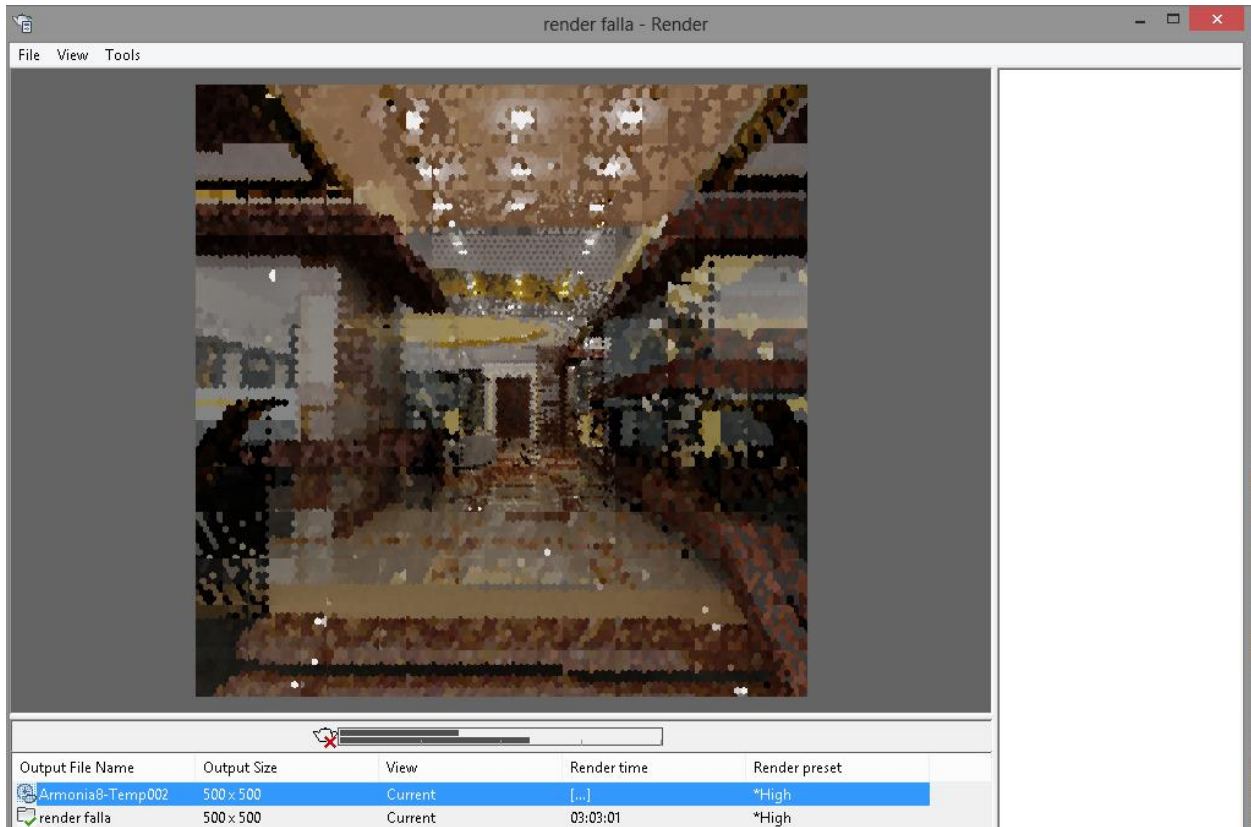 render falla - Render
File View Tools
Output File Name Output Size View Render time Render preset
Armonia8-Temp002 500 x 500 Current [...] *High
render falla 500 x 500 Current 03:03:01 *High